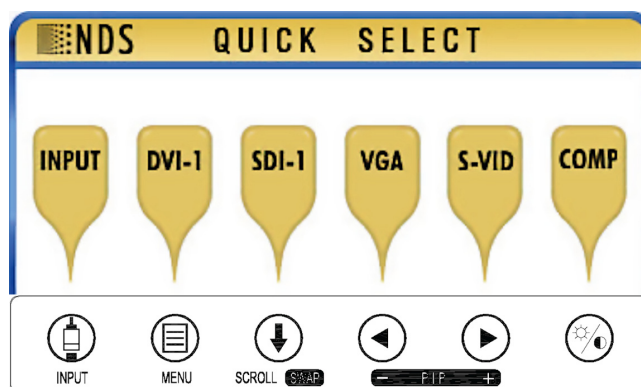 NDS QUICK SELECT
INPUT DVI-1 SDI-1 VGA S-VID COMP
INPUT MENU SCROLL SWAP - PIP +